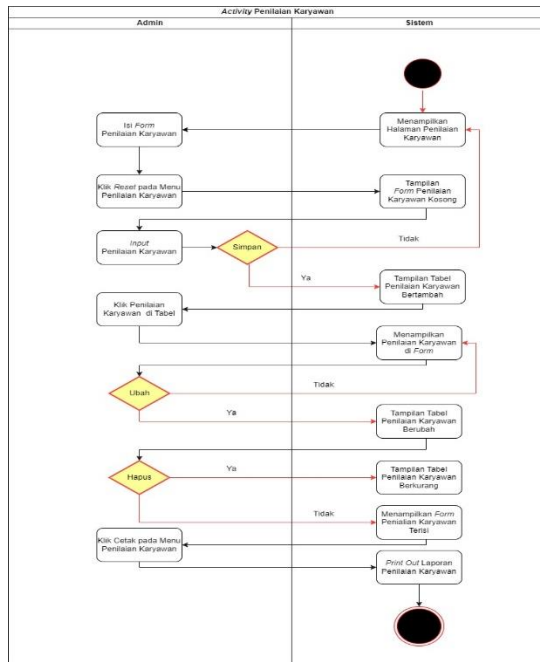 Activity Penilaian Karyawan
Admin
Sistem
Menampilkan
Halaman Penilaian
Karyawan
Isi Form
Penilaian Karyawan
Klik Reset pada Menu
Penilaian Karyawan
Tampilan
Form Penilaian
Karyawan Kosong
Input
Penilaian Karyawan
Simpan
Tidak
Ya
Tampilan Tabel
Penilaian Karyawan
Bertambah
Klik Penilaian
Karyawan di Tabel
Menampilkan
Penilaian Karyawan
di Form
Ubah
Tidak
Ya
Tampilan Tabel
Penilaian Karyawan
Berubah
Hapus
Ya
Tampilan Tabel
Penilaian Karyawan
Berkurang
Tidak
Menampilkan Form
Penialian Karyawan
Terisi
Klik Cetak pada Menu
Penilaian Karyawan
Print Out Laporan
Penilaian Karyawan